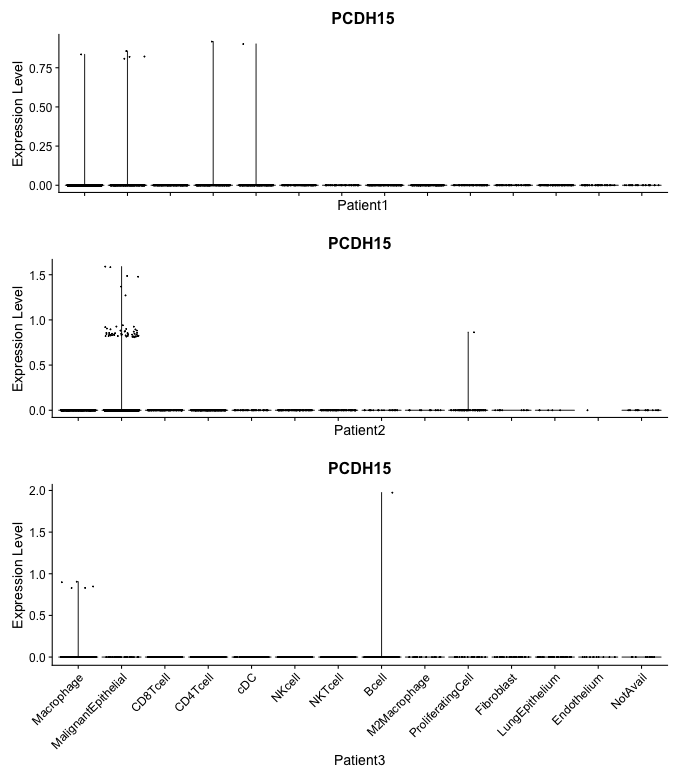 PCDH15
Expression Level
0.75
0.50
0.25
0.00
Patient1
PCDH15
Expression Level
1.5
1.0
0.5
0.0
Patient2
PCDH15
Expression Level
2.0
1.5
1.0
0.5
0.0
Macrophage
MalignantEpithelial
CD8Tcell
CD4Tcell
cDC
NKcell
NKTcell
Bcell
M2Macrophage
ProliferatingCell
Fibroblast
LungEpithelium
Endothelium
NotAvail
Patient3